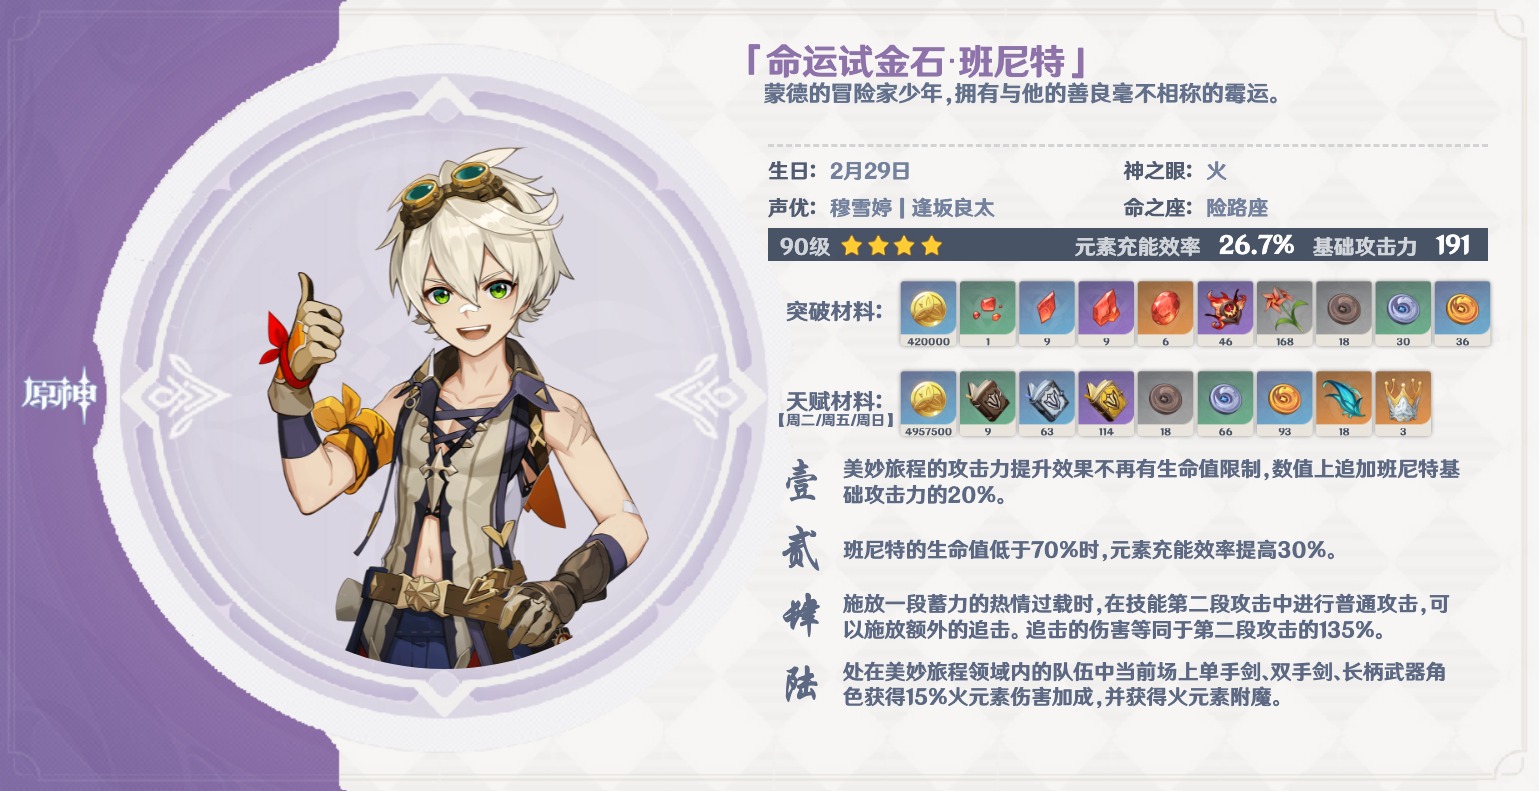 原神
「命运试金石·班尼特」
蒙德的冒险家少年,拥有与他的善良毫不相称的霉运。
生日: 2月29日 神之眼: 火
声优: 穆雪婷 | 逢坂良太 命之座: 险路座
90级 元素充能效率 26.7% 基础攻击力 191
突破材料:
420000 1 9 9 6 46 168 18 30 36
天赋材料:
【周二/周五/周日】
4957500 9 63 114 18 66 93 18 3
壹
美妙旅程的攻击力提升效果不再有生命值限制,数值上追加班尼特基
础攻击力的20%。
贰
班尼特的生命值低于70%时,元素充能效率提高30%。
肆
施放一段蓄力的热情过载时,在技能第二段攻击中进行普通攻击,可
以施放额外的追击。追击的伤害等同于第二段攻击的135%。
陆
处在美妙旅程领域内的队伍中当前场上单手剑、双手剑、长柄武器角
色获得15%火元素伤害加成,并获得火元素附魔。